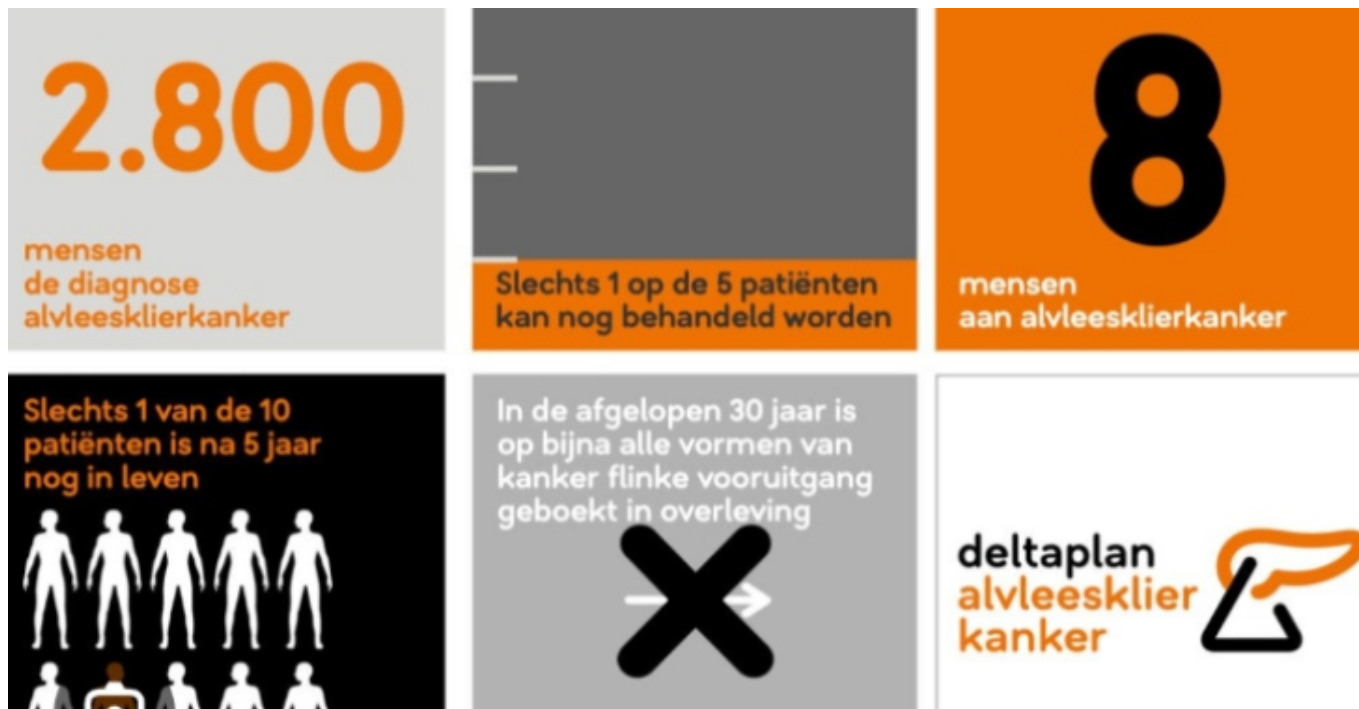 2.800
mensen
de diagnose
alvleesklierkanker
Slechts 1 op de 5 patiënten
kan nog behandeld worden
8
mensen
aan alvleesklierkanker
Slechts 1 van de 10
patiënten is na 5 jaar
nog in leven
In de afgelopen 30 jaar is
op bijna alle vormen van
kanker flinke vooruitgang
geboekt in overleving
deltaplan
alvleesklier
kanker